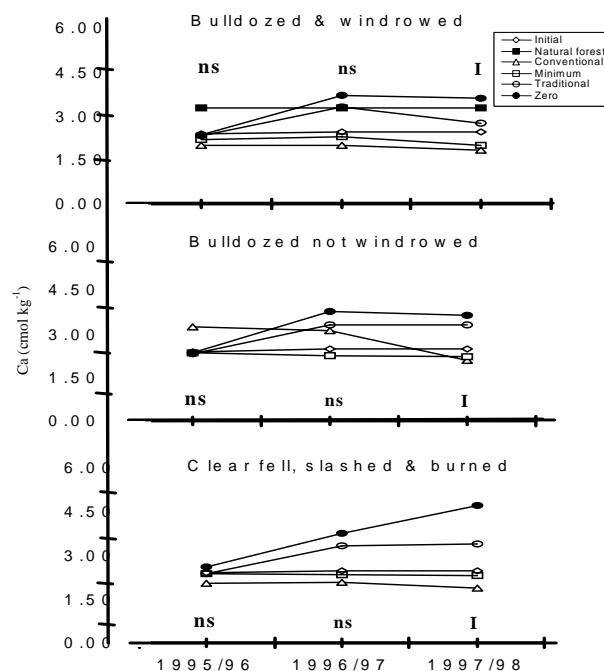 Bulldozed & windrowed
6.00
4.50
3.00
1.50
0.00
ns
ns
I
Initial
Natural forest
Conventional
Minimum
Traditional
Zero
Bulldozed not windrowed
6.00
4.50
3.00
1.50
0.00
ns
ns
I
Ca (cmol kg-1)
Clearfell, slashed & burned
6.00
4.50
3.00
1.50
0.00
ns
ns
I
1995/96 1996/97 1997/98